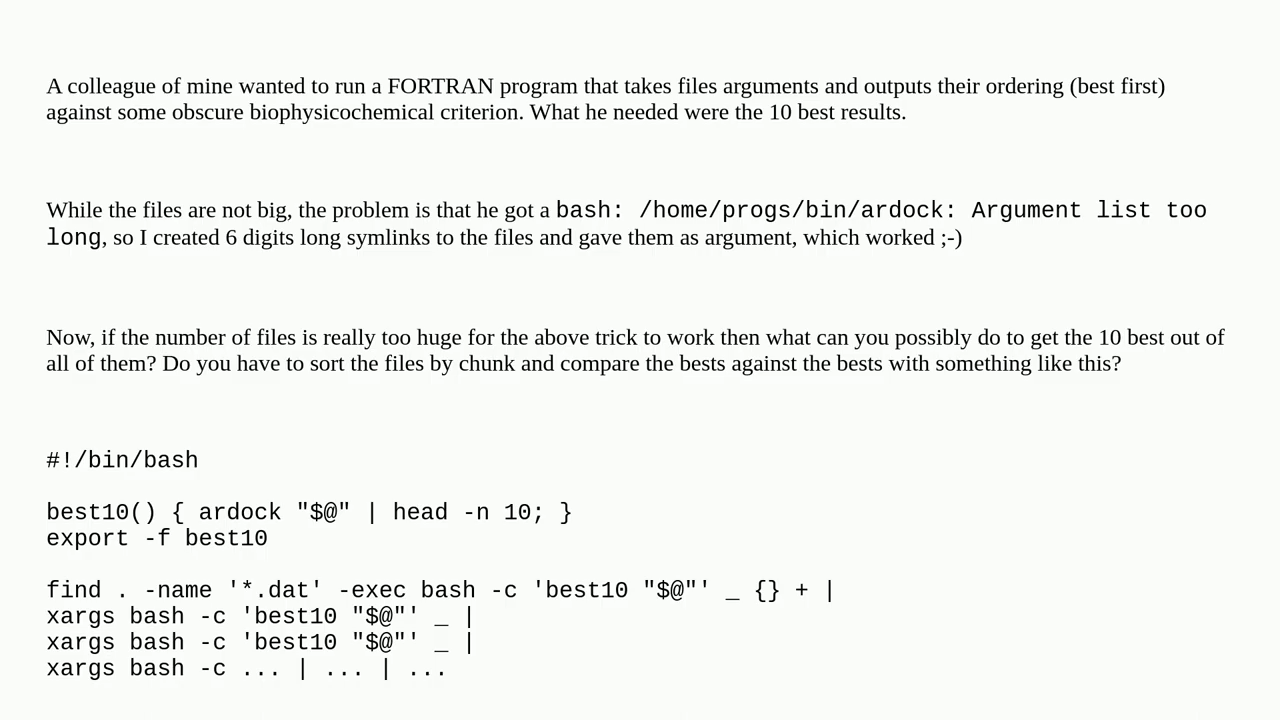 A colleague of mine wanted to run a FORTRAN program that takes files arguments and outputs their ordering (best first)
against some obscure biophysicochemical criterion. What he needed were the 10 best results.
While the files are not big, the problem is that he got a bash: /home/progs/bin/ardock: Argument list too
long, so I created 6 digits long symlinks to the files and gave them as argument, which worked ;-)
Now, if the number of files is really too huge for the above trick to work then what can you possibly do to get the 10 best out of
all of them? Do you have to sort the files by chunk and compare the bests against the bests with something like this?
#!/bin/bash
best10() { ardock "$@" | head -n 10; }
export -f best10
find . -name '*.dat' -exec bash -c 'best10 "$@"' _ {} + |
xargs bash -c 'best10 "$@"' _ |
xargs bash -c 'best10 "$@"' _ |
xargs bash -c ... | ... | ...